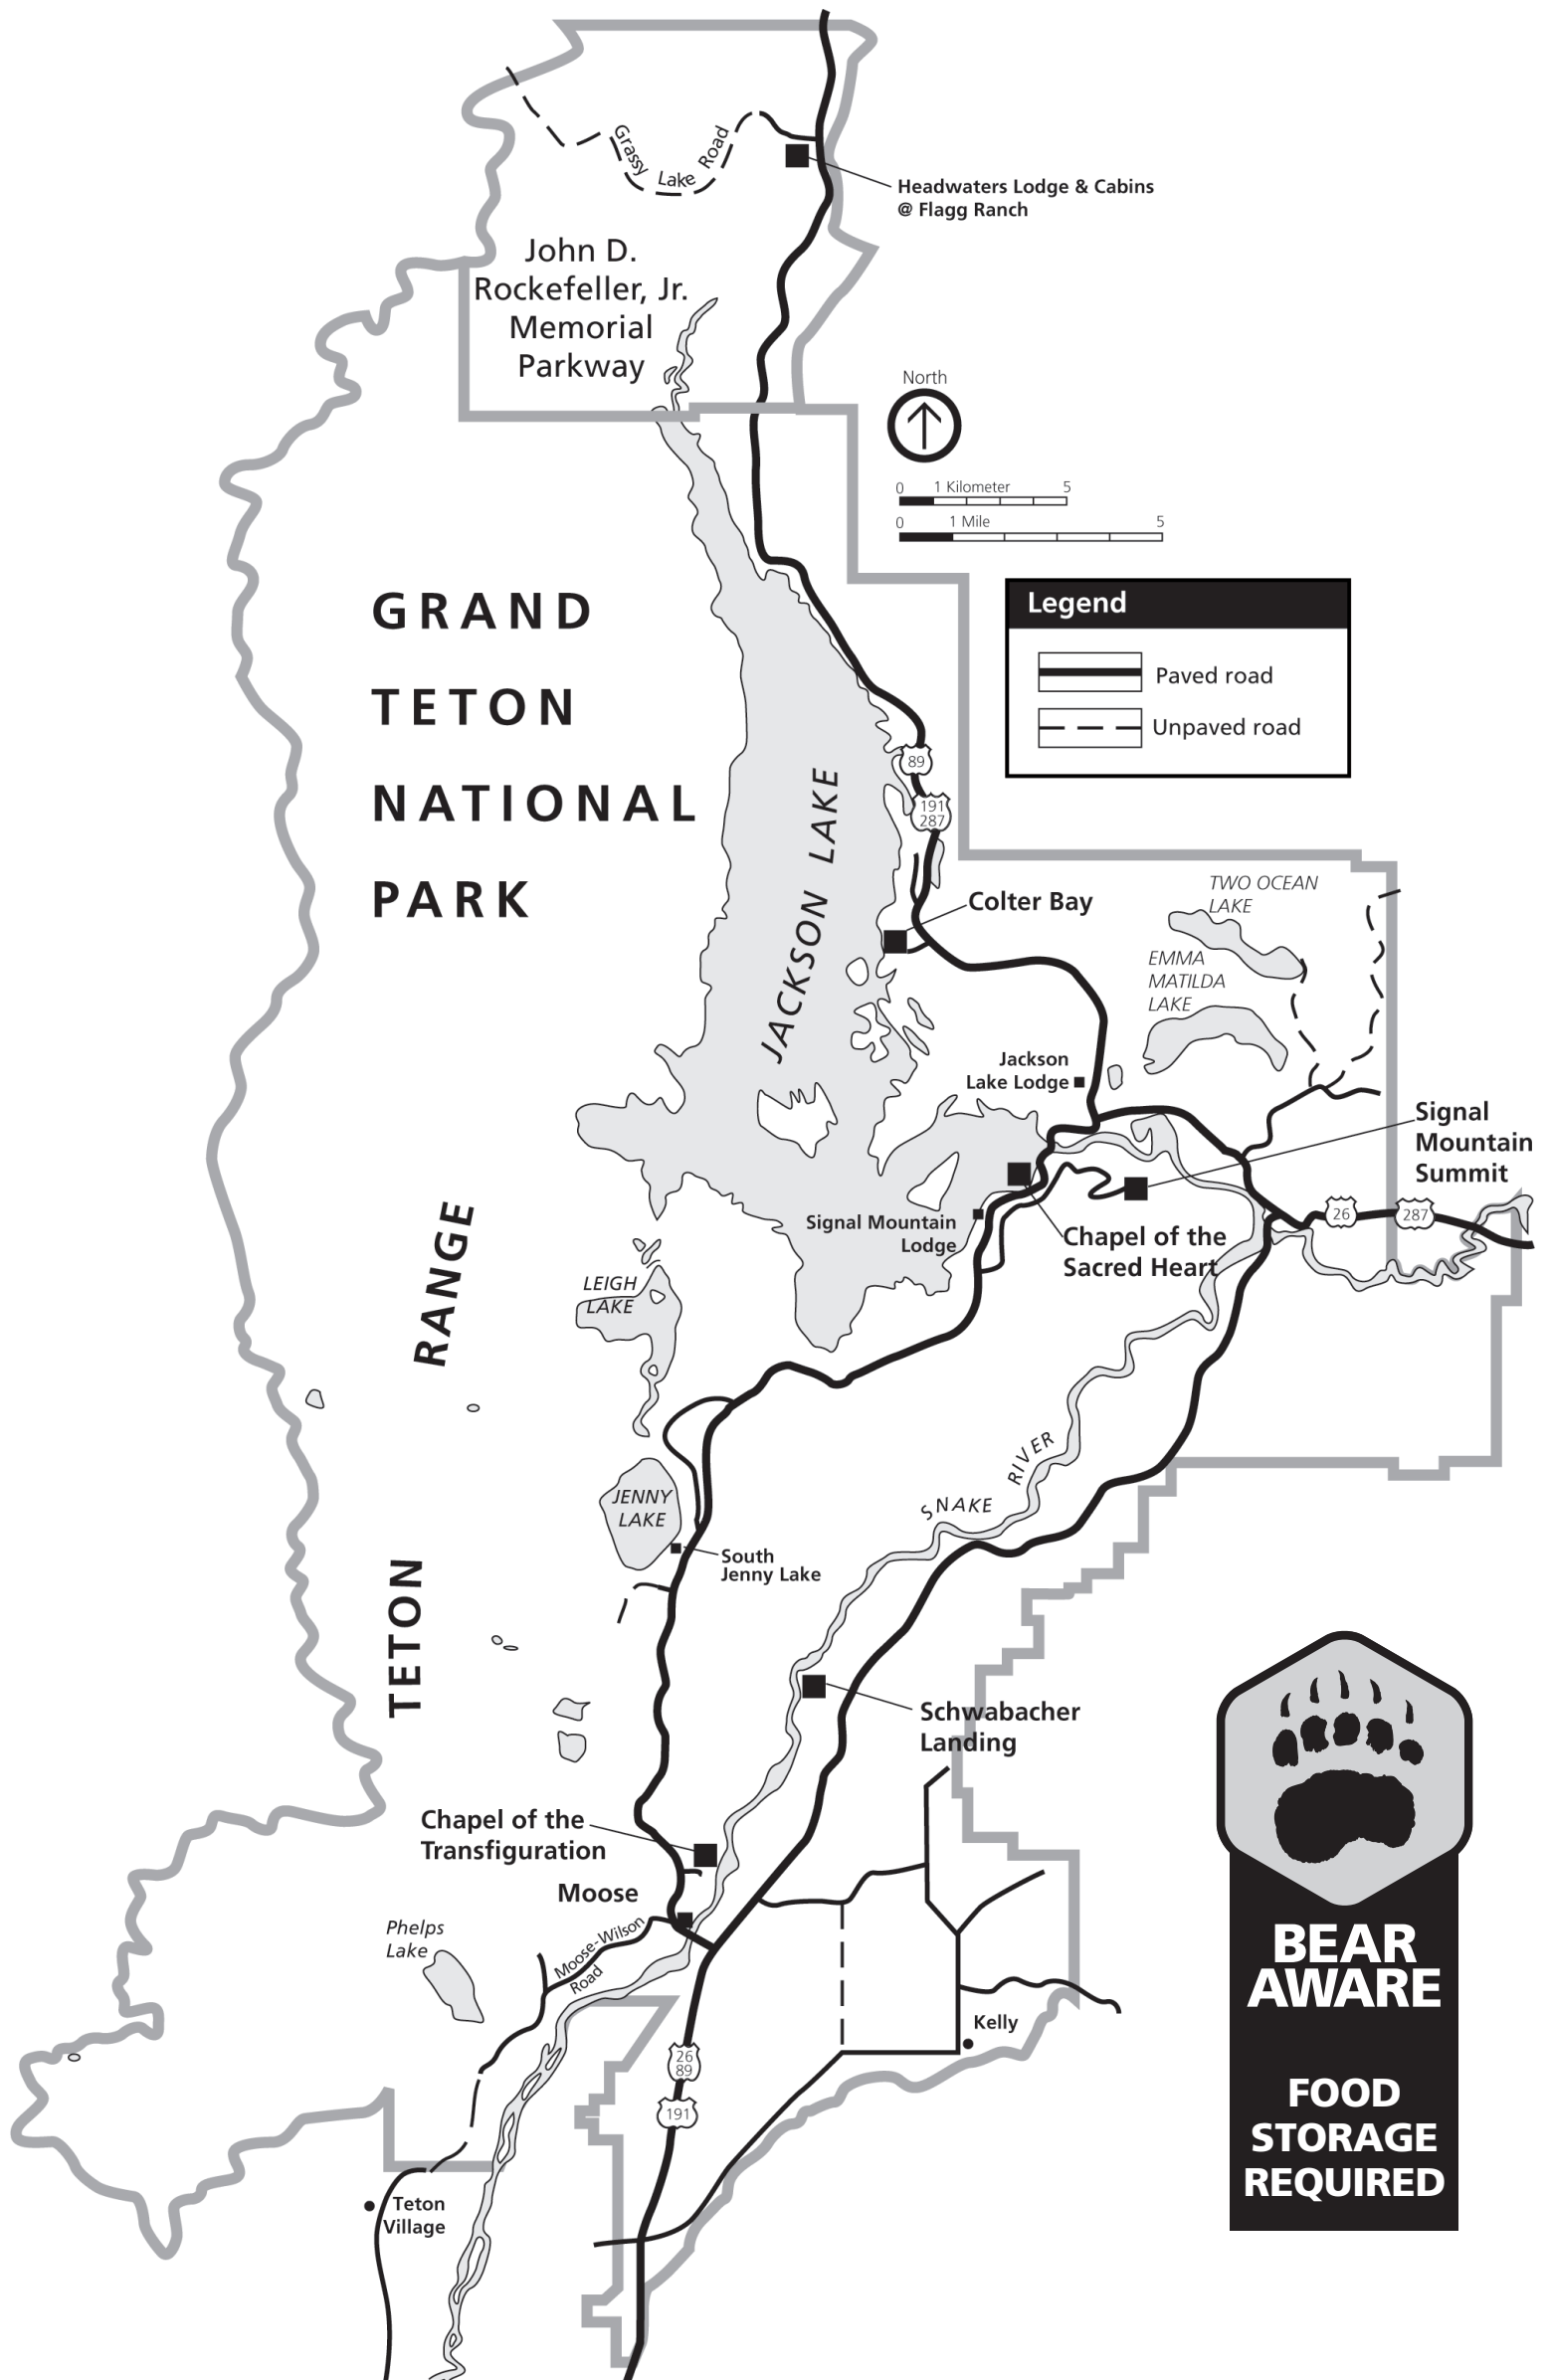 Grassy
Lake
Road
Headwaters Lodge & Cabins
@ Flagg Ranch
John D.
Rockefeller, Jr.
Memorial
Parkway
North
0 1 Kilometer 5
0 1 Mile 5
GRAND
TETON
NATIONAL
PARK
Legend
Paved road
Unpaved road
89
191
287
JACKSON LAKE
Colter Bay
TWO OCEAN
LAKE
EMMA
MATILDA
LAKE
Jackson
Lake Lodge
Signal
Mountain
Summit
26
287
Signal Mountain
Lodge
Chapel of the
Sacred Heart
LEIGH
LAKE
TETON RANGE
SNAKE RIVER
JENNY
LAKE
South
Jenny Lake
Schwabacher
Landing
Chapel of the
Transfiguration
Moose
Phelps
Lake
Moose-Wilson
Road
Kelly
26
89
191
Teton
Village
BEAR
AWARE
FOOD
STORAGE
REQUIRED